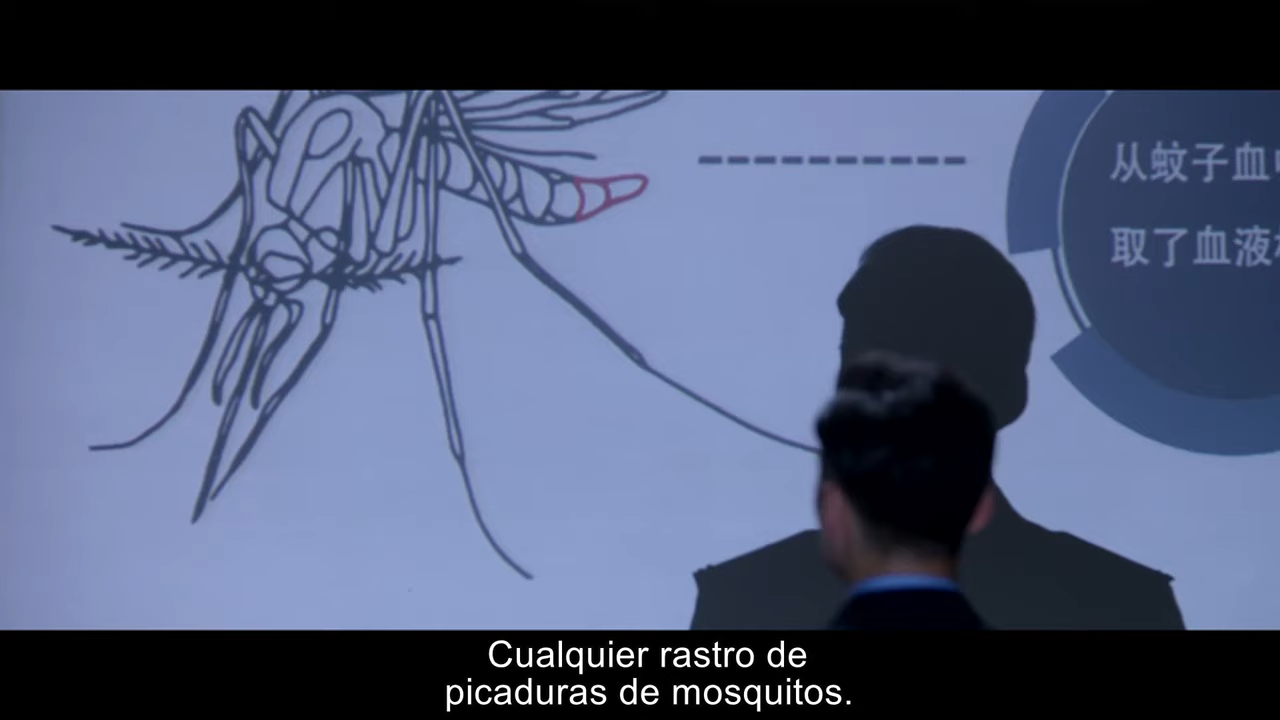 从蚊子血
取了血液
Cualquier rastro de
picaduras de mosquitos.